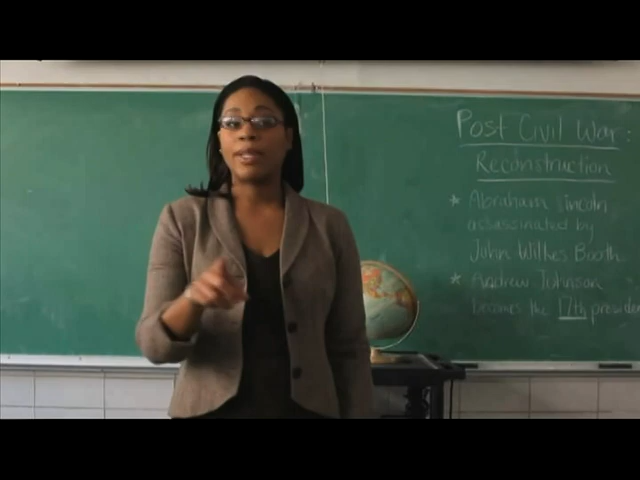 Post Civil War:
Reconstruction
* Abraham Lincoln
assassinated by
John Wilkes Booth.
* Andrew Johnson
becomes the 17th president